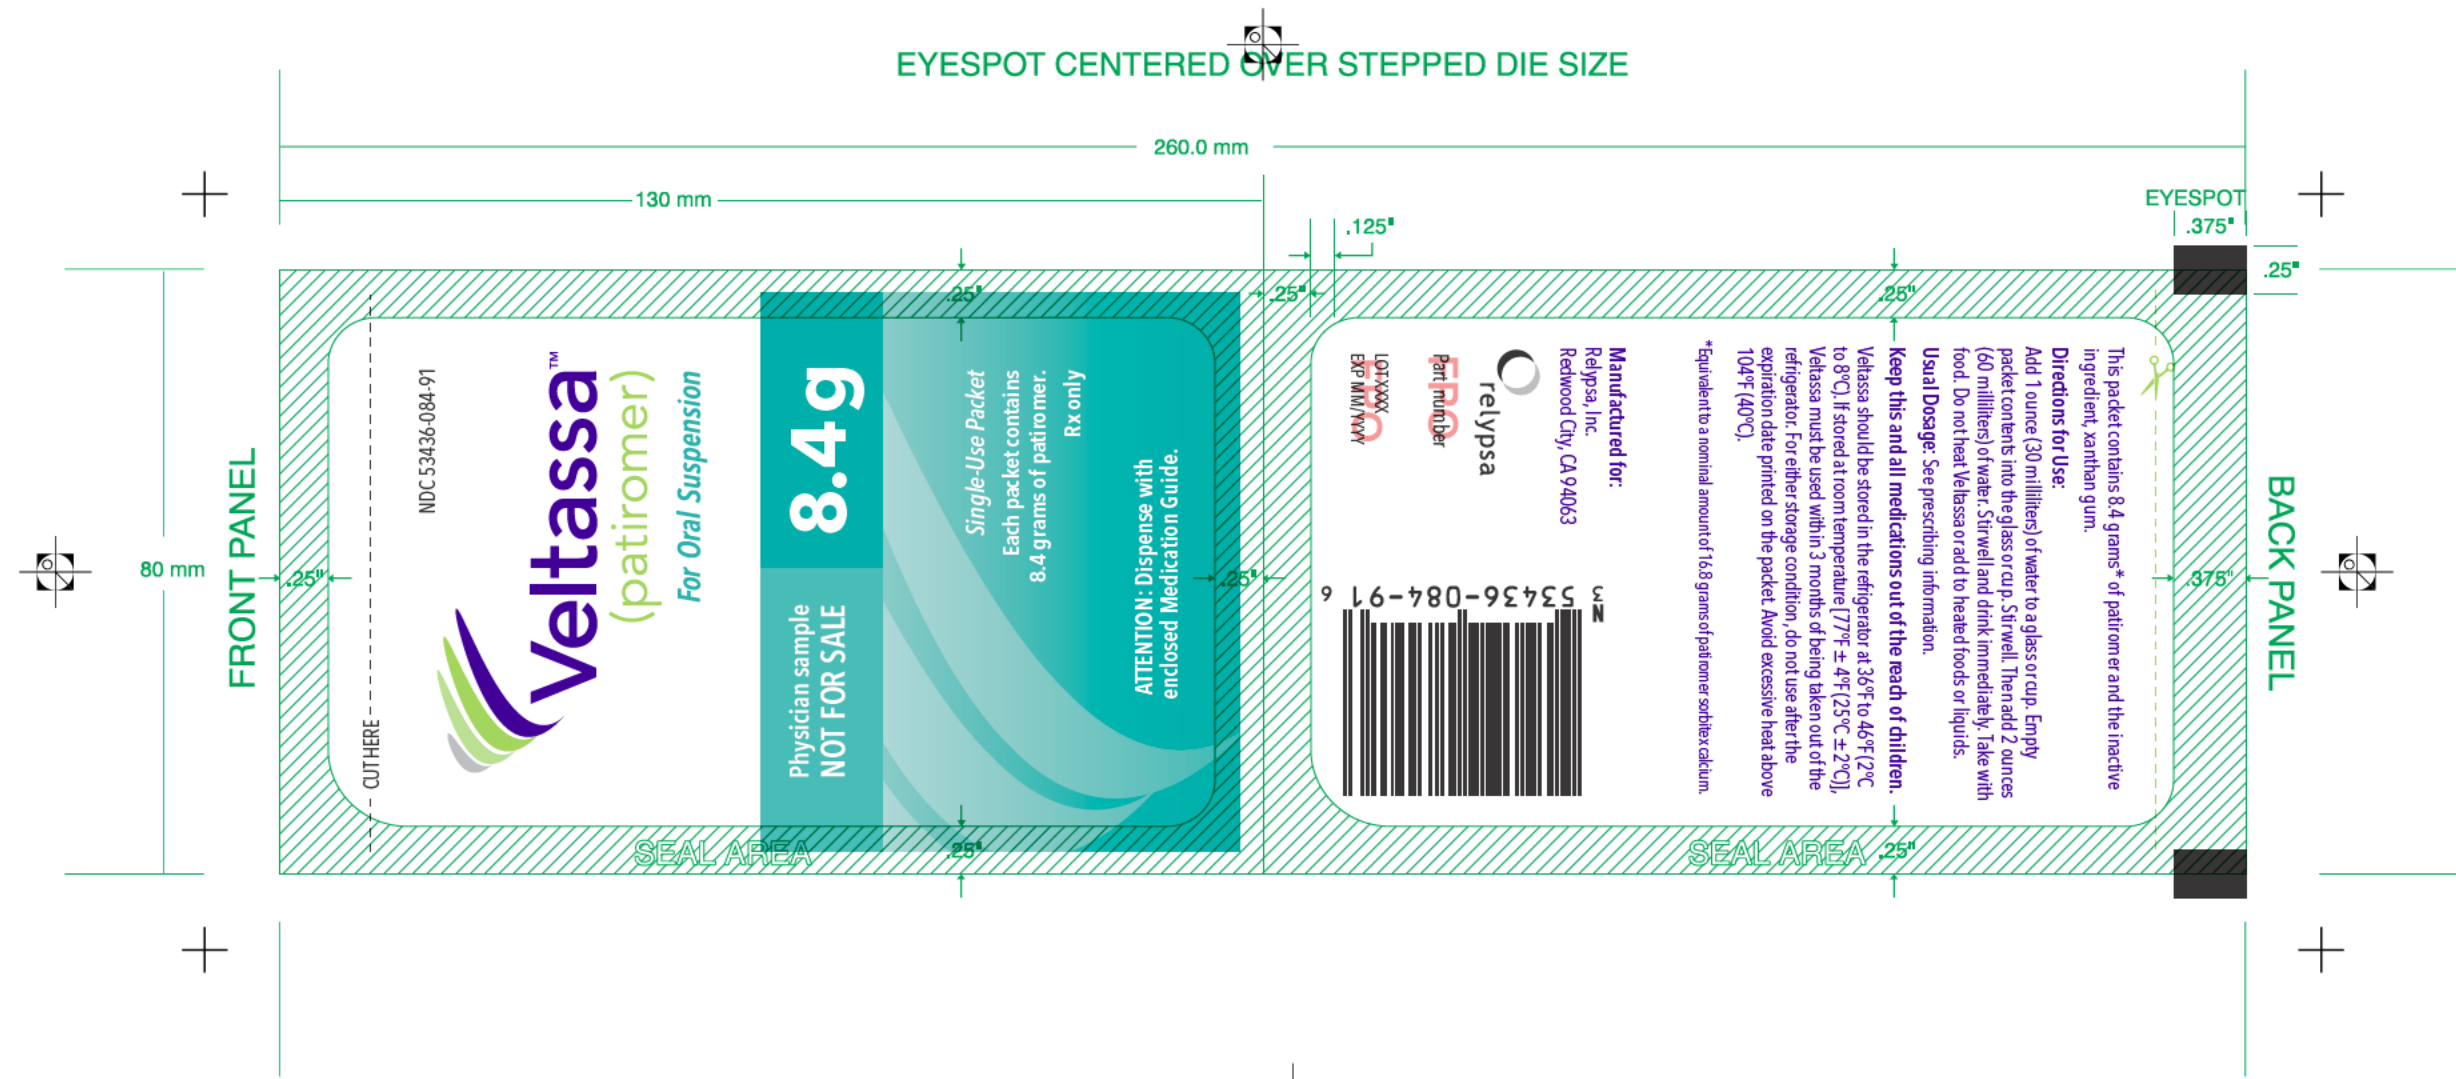 EYESPOT CENTERED OVER STEPPED DIE SIZE
260.0 mm
130 mm
EYESPOT
.125"
.375"
.25"
80 mm
FRONT PANEL
CUT HERE
NDC 53436-084-91
Veltassa™
(patiromer)
For Oral Suspension
8.4 g
Physician sample
NOT FOR SALE
Single-Use Packet
Each packet contains
8.4 grams of patiromer.
Rx only
ATTENTION: Dispense with
enclosed Medication Guide.
.25"
.25"
.25"
.25"
SEAL AREA
.25"
BACK PANEL
This packet contains 8.4 grams* of patiromer and the inactive
ingredient, xanthan gum.
Directions for Use:
Add 1 ounce (30 milliliters) of water to a glass or cup. Empty
packet contents into the glass or cup. Stir well. Then add 2 ounces
(60 milliliters) of water. Stir well and drink immediately. Take with
food. Do not heat Veltassa or add to heated foods or liquids.
Usual Dosage: See prescribing information.
Keep this and all medications out of the reach of children.
Veltassa should be stored in the refrigerator at 36°F to 46°F (2°C
to 8°C). If stored at room temperature [77°F ± 4°F (25°C ± 2°C)],
Veltassa must be used within 3 months of being taken out of the
refrigerator. For either storage condition, do not use after the
expiration date printed on the packet. Avoid excessive heat above
104°F (40°C).
*Equivalent to a nominal amount of 16.8 grams of patiromer sorbitex calcium.
Manufactured for:
Relypsa, Inc.
Redwood City, CA 94063
relypsa
FPO
Part number
FPO
LOT XXXX
EXP MM/YYYY
N3
53436-084-91 6
.25"
.25"
.375"
SEAL AREA